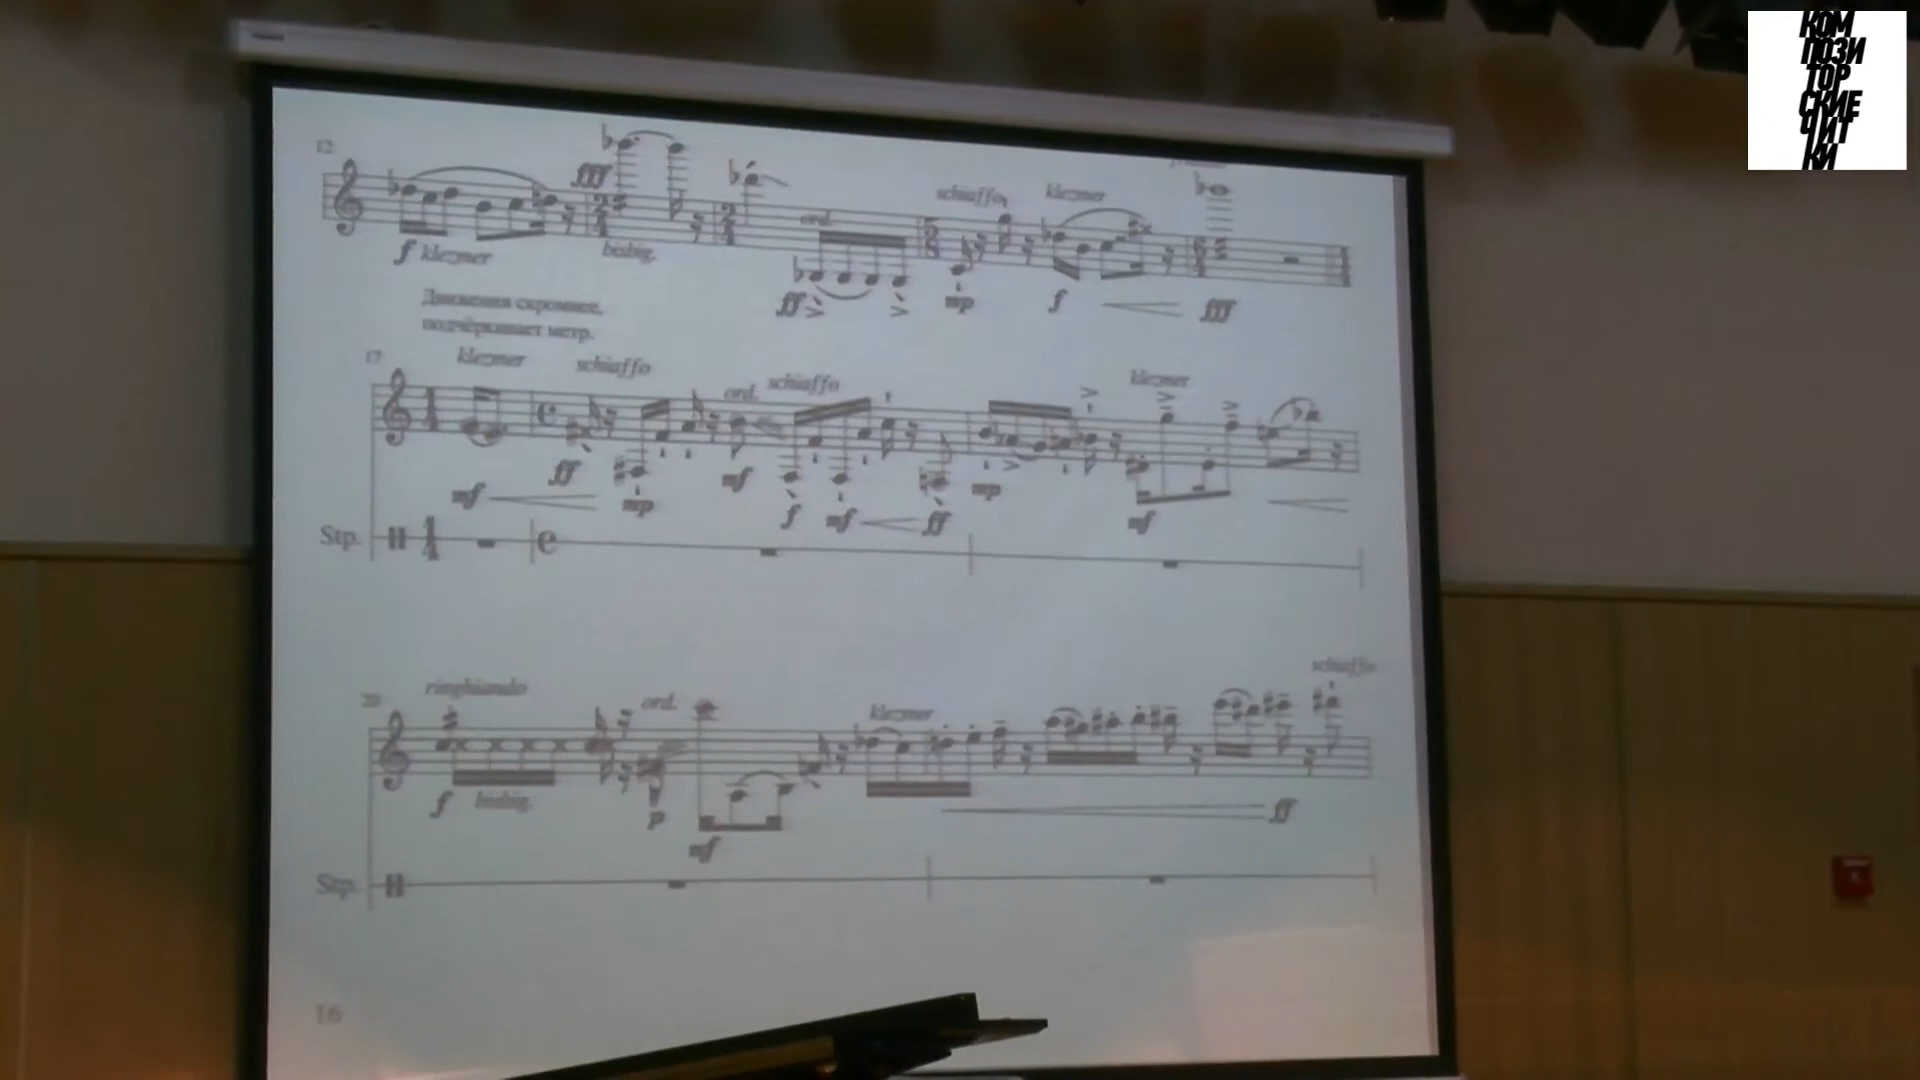 КОМ
ПОЗИ
ТОР
СКИЕ
ЧИТ
КИ
12
fff
schiaffo
klezmer
ord.
f klezmer
bisbig.
ff
mp
f
fff
Движения скромнее,
подчёркивает метр.
17
klezmer
schiaffo
ord.
schiaffo
klezmer
mf
ff
mp
mf
f
mf
ff
mp
mf
Stp.
20
ringhiando
ord.
klezmer
schiaffo
f
bisbig.
p
mf
ff
Stp.
16